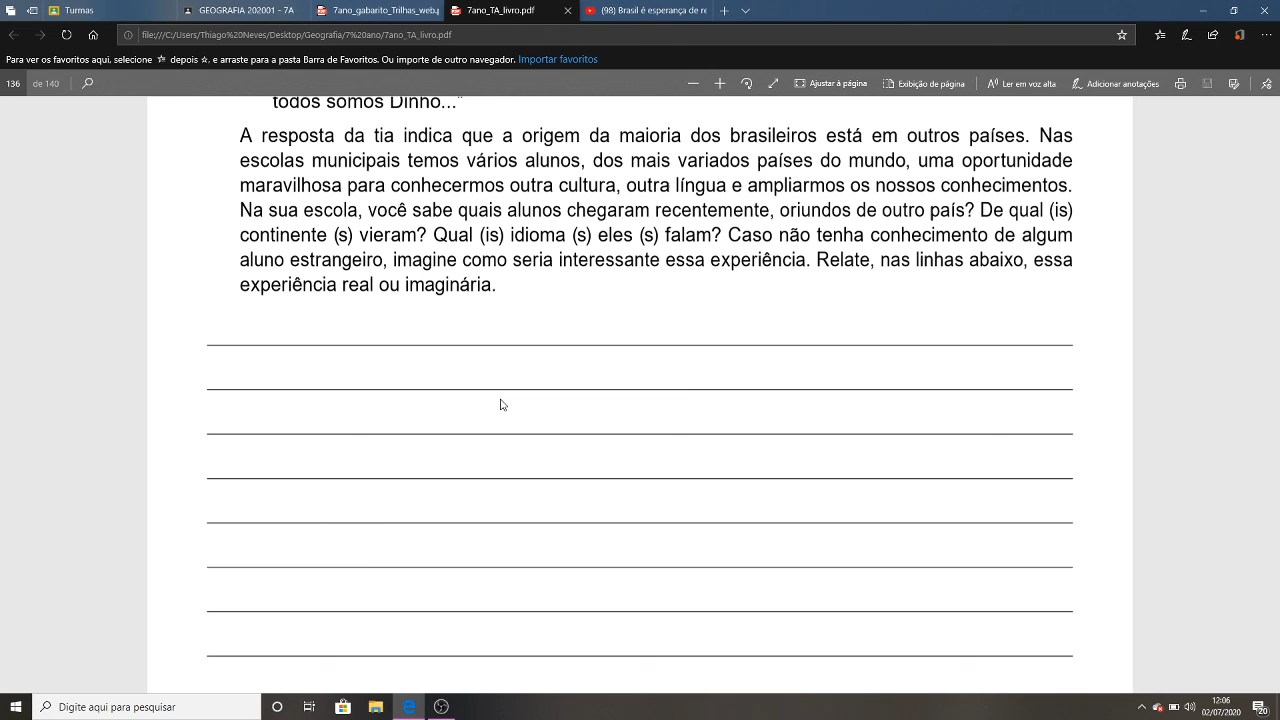 Turmas
GEOGRAFIA 202001 - 7A
7ano_gabarito_Trilhas_web.p
7ano_TA_livro.pdf
(98) Brasil é esperança de re
file:///C:/Users/Thiago%20Neves/Desktop/Geografia/7%20ano/7ano_TA_livro.pdf
Para ver os favoritos aqui, selecione depois, e arraste para a pasta Barra de Favoritos. Ou importe de outro navegador. Importar favoritos
136 de 140
Ajustar à página
Exibição de página
Ler em voz alta
Adicionar anotações
todos somos Dinho..."
A resposta da tia indica que a origem da maioria dos brasileiros está em outros países. Nas
escolas municipais temos vários alunos, dos mais variados países do mundo, uma oportunidade
maravilhosa para conhecermos outra cultura, outra língua e ampliarmos os nossos conhecimentos.
Na sua escola, você sabe quais alunos chegaram recentemente, oriundos de outro país? De qual (is)
continente (s) vieram? Qual (is) idioma (s) eles (s) falam? Caso não tenha conhecimento de algum
aluno estrangeiro, imagine como seria interessante essa experiência. Relate, nas linhas abaixo, essa
experiência real ou imaginária.
Digite aqui para pesquisar
12:06
02/07/2020
20